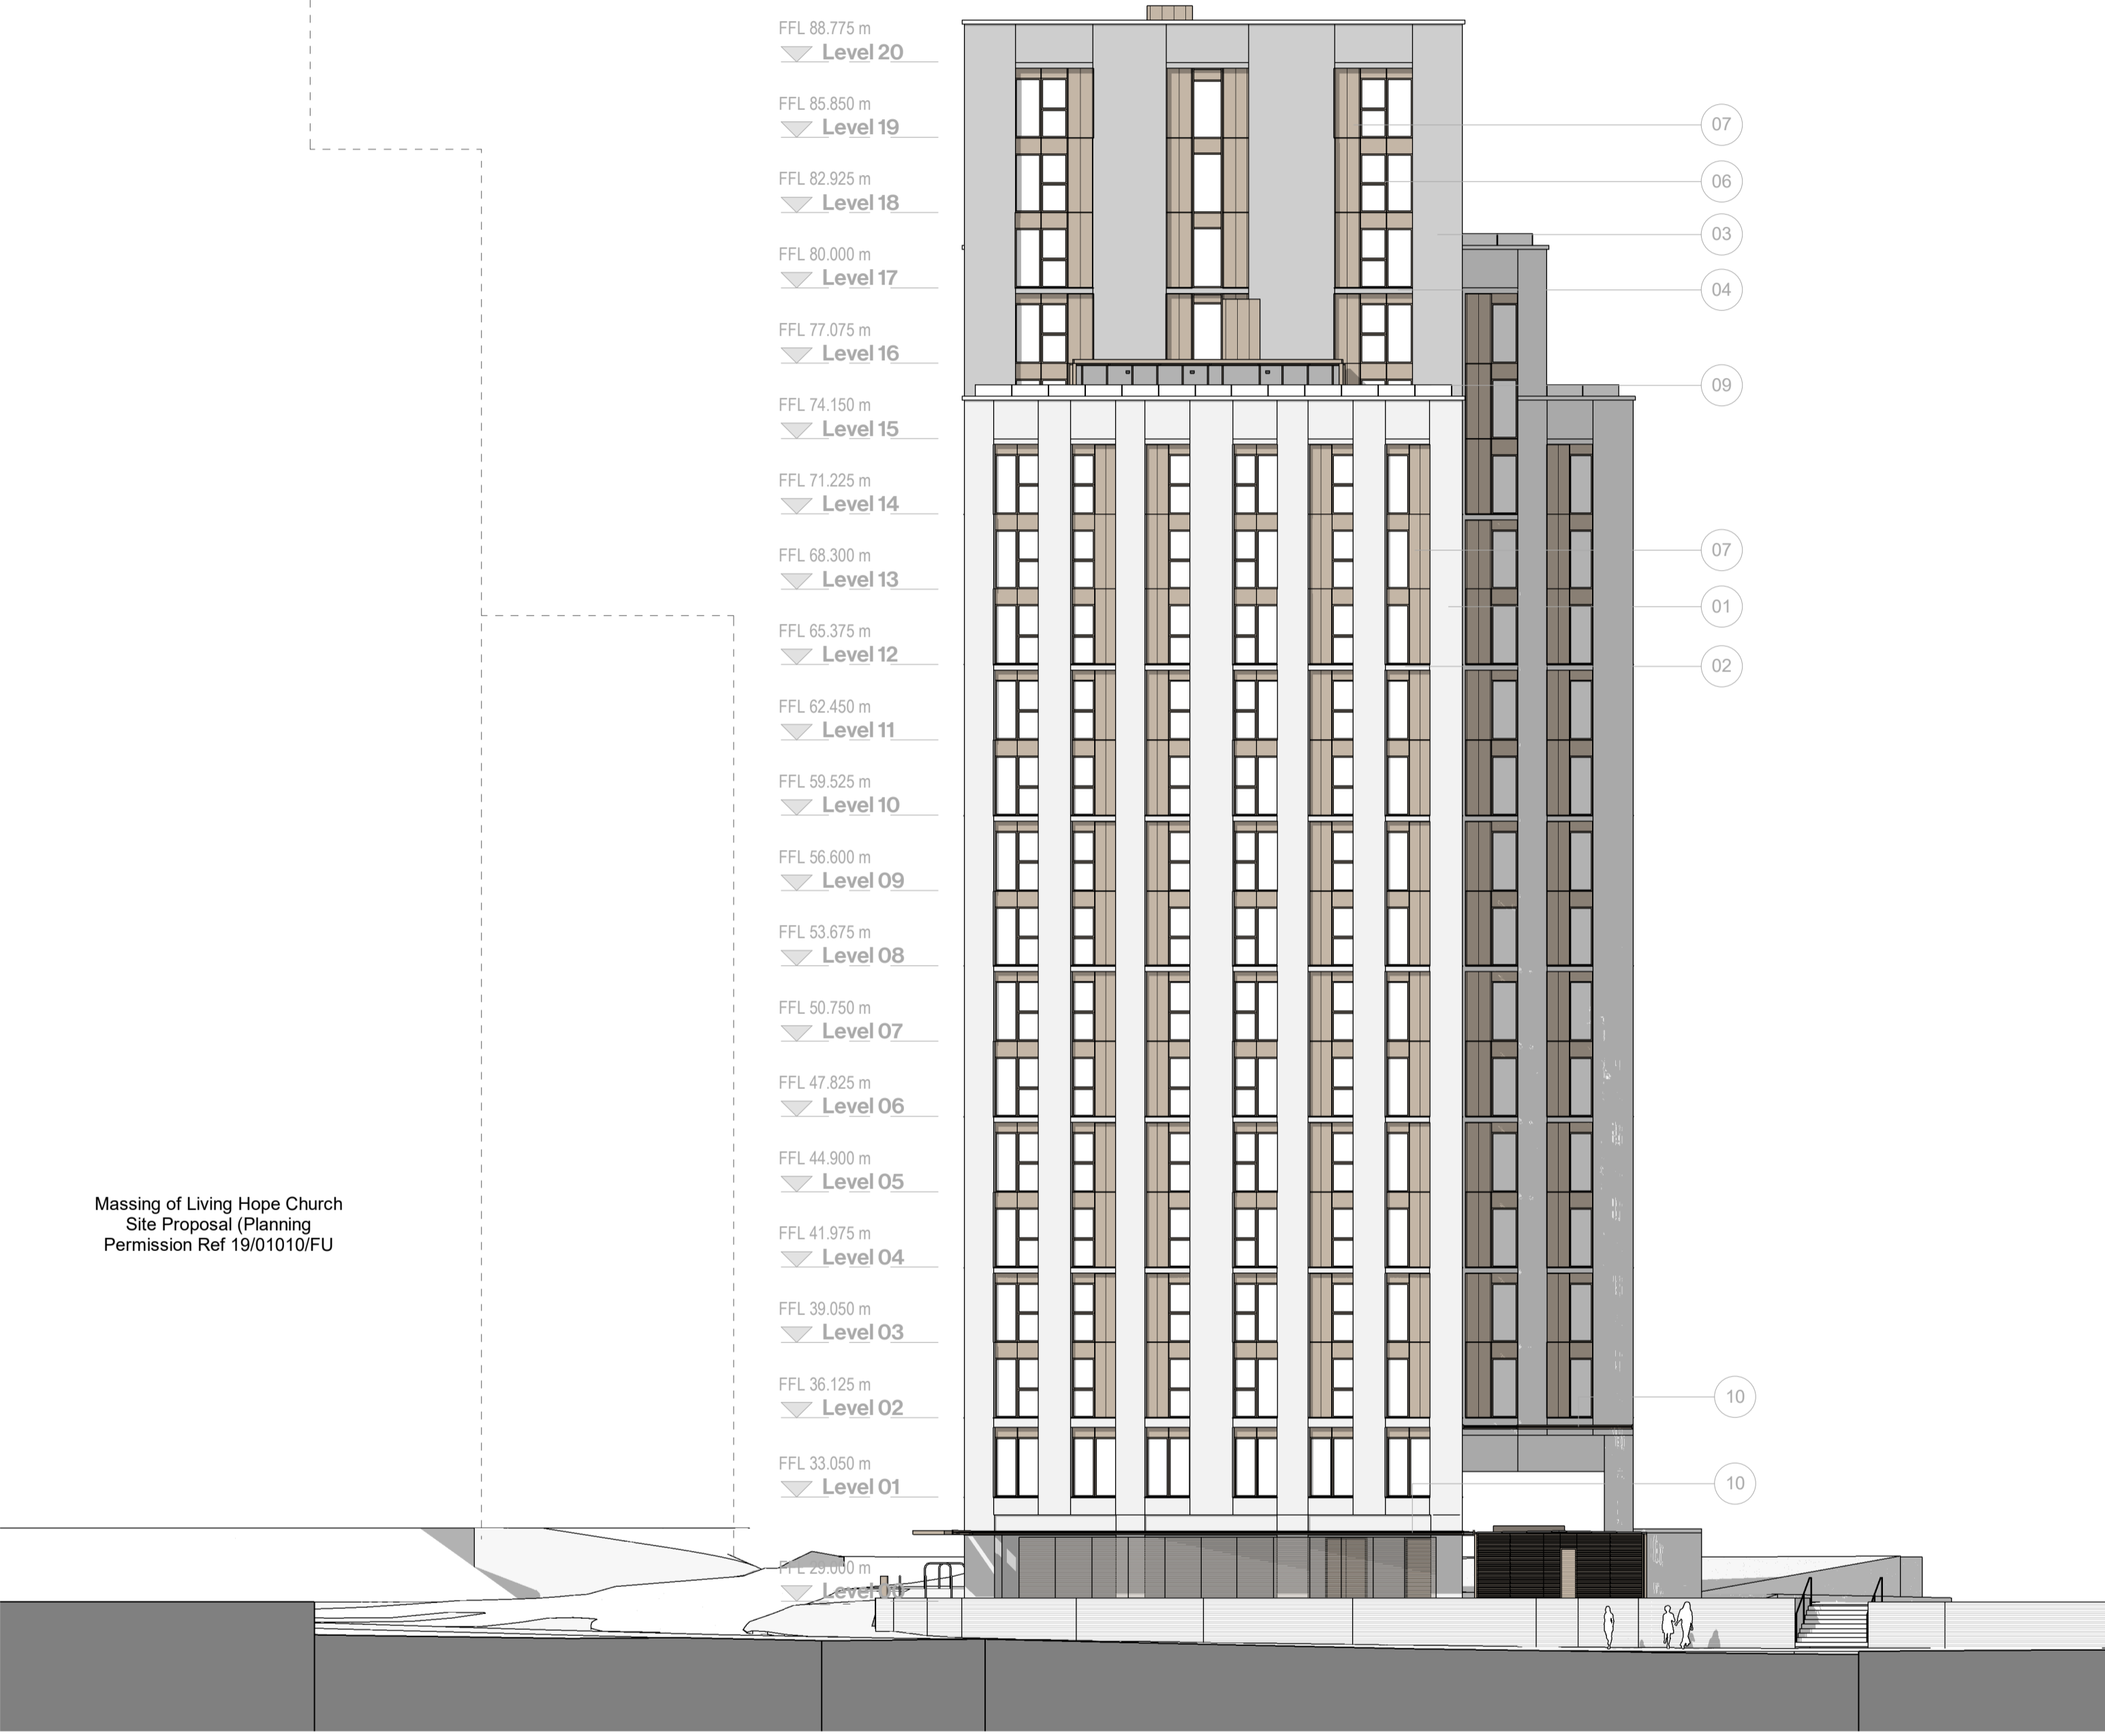 FFL 88.775 m
Level 20
FFL 85.850 m
Level 19
07
FFL 82.925 m
Level 18
06
03
FFL 80.000 m
Level 17
04
FFL 77.075 m
Level 16
09
FFL 74.150 m
Level 15
FFL 71.225 m
Level 14
FFL 68.300 m
Level 13
07
01
FFL 65.375 m
Level 12
02
FFL 62.450 m
Level 11
FFL 59.525 m
Level 10
FFL 56.600 m
Level 09
FFL 53.675 m
Level 08
FFL 50.750 m
Level 07
FFL 47.825 m
Level 06
FFL 44.900 m
Level 05
Massing of Living Hope Church
Site Proposal (Planning
Permission Ref 19/01010/FU
FFL 41.975 m
Level 04
FFL 39.050 m
Level 03
FFL 36.125 m
Level 02
10
FFL 33.050 m
Level 01
10
FFL 29.000 m
Level